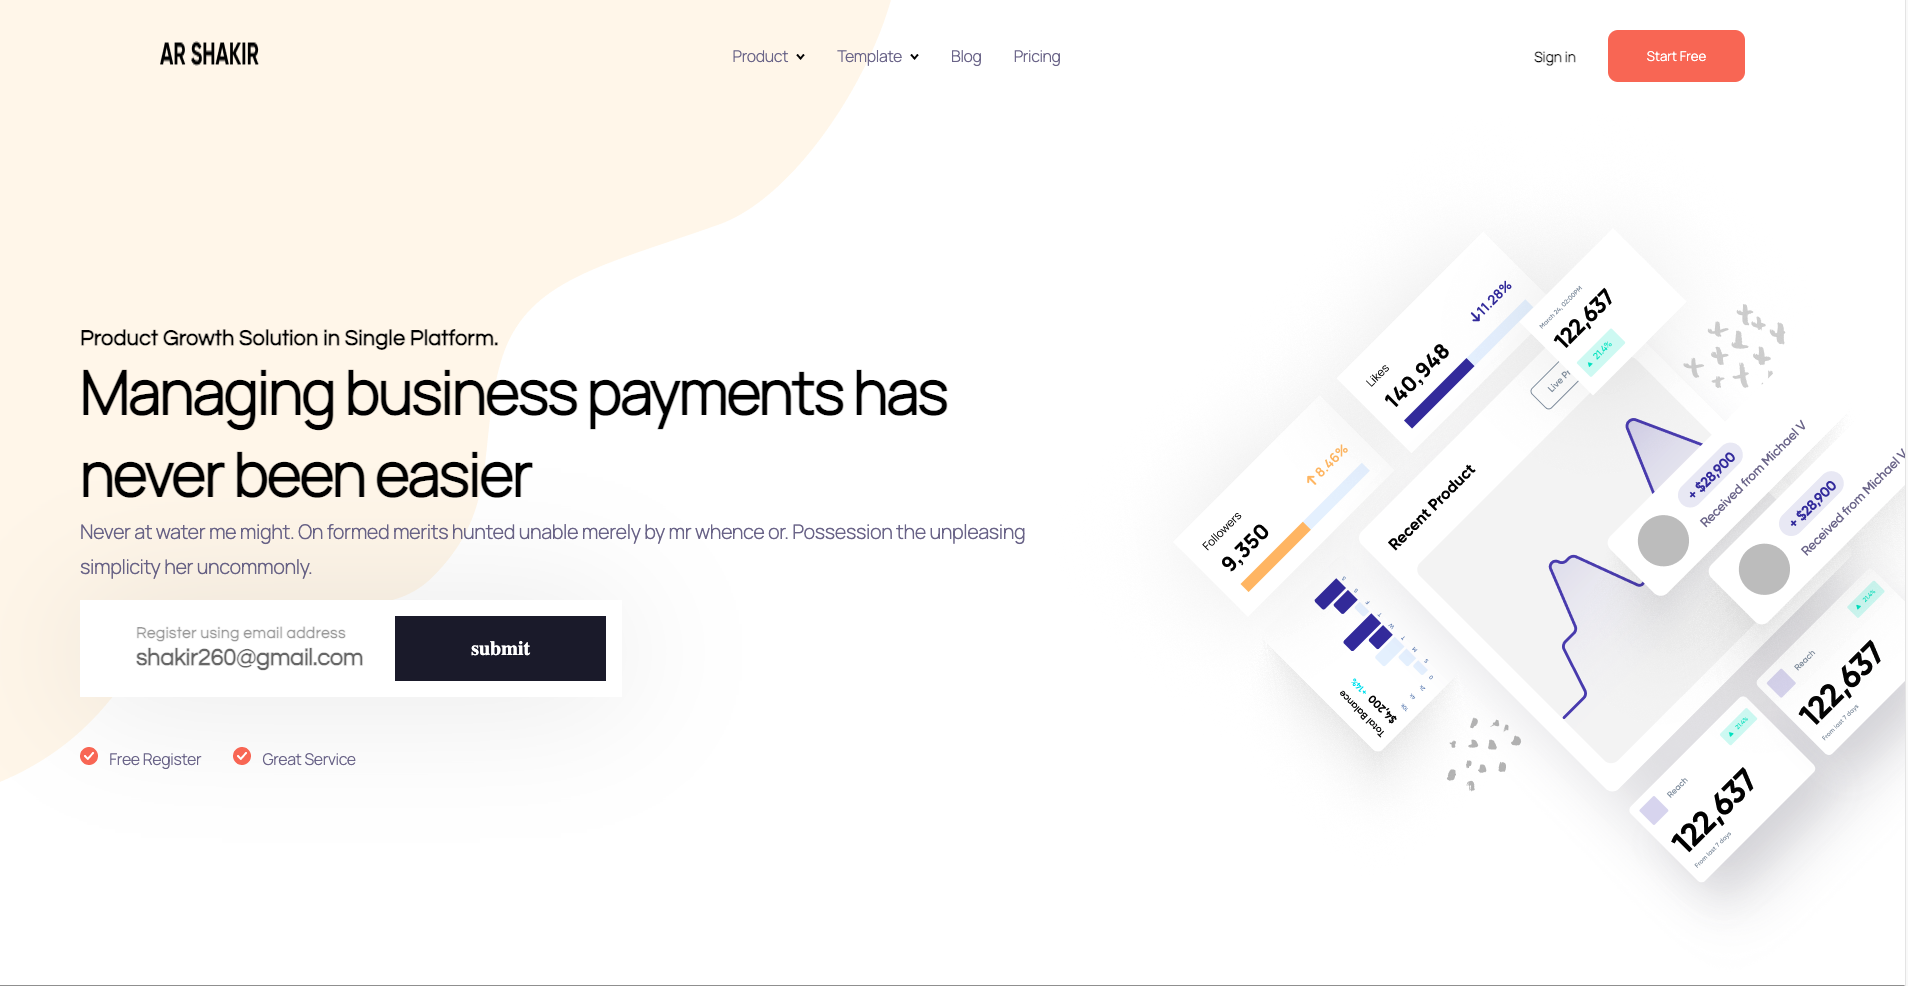 AR SHAKIR
Product
Template
Blog
Pricing
Sign in
Start Free
Product Growth Solution in Single Platform.
Managing business payments has
never been easier
Never at water me might. On formed merits hunted unable merely by mr whence or. Possession the unpleasing
simplicity her uncommonly.
Register using email address
shakir260@gmail.com
submit
Free Register
Great Service
Likes
140,948
11.28%
March 24, 02:00PM
122,637
21.4%
Live
Followers
9,350
8.46%
Recent Product
+ $28,900
Received from Michael V
+ $28,900
Received from Michael V
Total Balance
$4,200
+14%
S
M
T
W
T
F
S
0
Reach
122,637
21.4%
From last 7 days
Reach
122,637
21.4%
From last 7 days